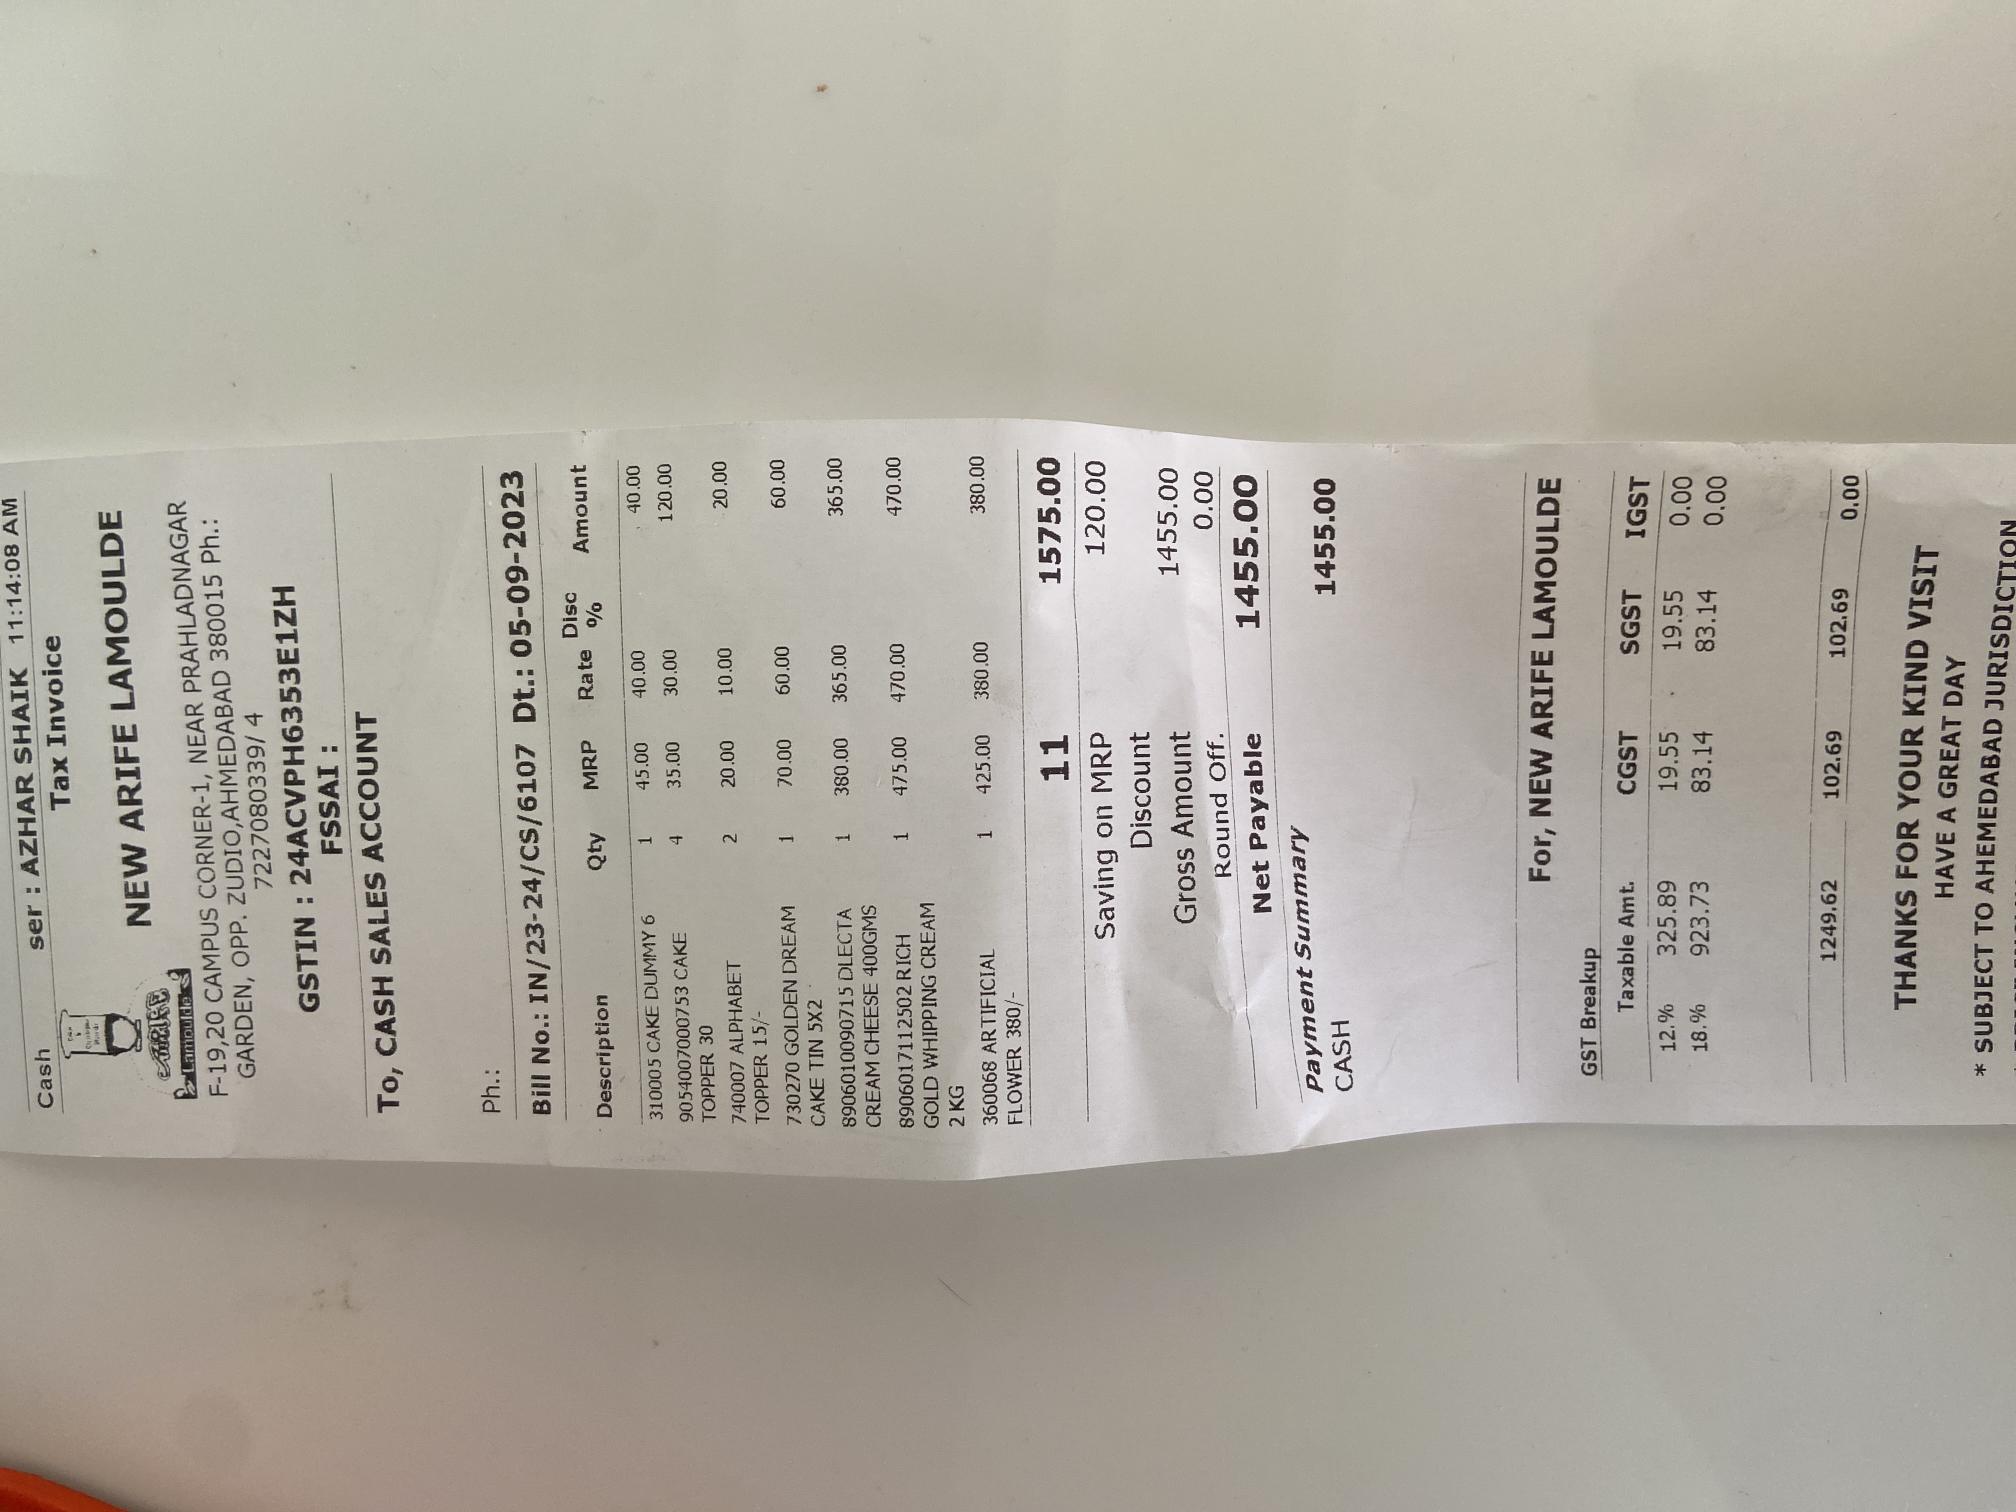 Cash ser : AZHAR SHAIK 11:14:08 AM
Tax Invoice
NEW ARIFE LAMOULDE
Lamoulde
F-19,20 CAMPUS CORNER-1, NEAR PRAHLADNAGAR
GARDEN, OPP. ZUDIO,AHMEDABAD 380015 Ph.:
7227080339/ 4
GSTIN : 24ACVPH6353E1ZH
FSSAI :
To, CASH SALES ACCOUNT
Ph.:
Bill No.: IN/23-24/CS/6107 Dt.: 05-09-2023
Description Qty MRP Rate Disc % Amount
310005 CAKE DUMMY 6 1 45.00 40.00 40.00
9054007000753 CAKE 4 35.00 30.00 120.00
TOPPER 30
740007 ALPHABET 2 20.00 10.00 20.00
TOPPER 15/-
730270 GOLDEN DREAM 1 70.00 60.00 60.00
CAKE TIN 5X2
8906010090715 DLECTA 1 380.00 365.00 365.00
CREAM CHEESE 400GMS
8906017112502 RICH 1 475.00 470.00 470.00
GOLD WHIPPING CREAM
2 KG
360068 ARTIFICIAL 1 425.00 380.00 380.00
FLOWER 380/-
11 1575.00
Saving on MRP 120.00
Discount
Gross Amount 1455.00
Round Off. 0.00
Net Payable 1455.00
Payment Summary
CASH 1455.00
For, NEW ARIFE LAMOULDE
GST Breakup
Taxable Amt. CGST SGST IGST
12.% 325.89 19.55 19.55 0.00
18.% 923.73 83.14 83.14 0.00
1249.62 102.69 102.69 0.00
THANKS FOR YOUR KIND VISIT
HAVE A GREAT DAY
* SUBJECT TO AHEMEDABAD JURISDICTION